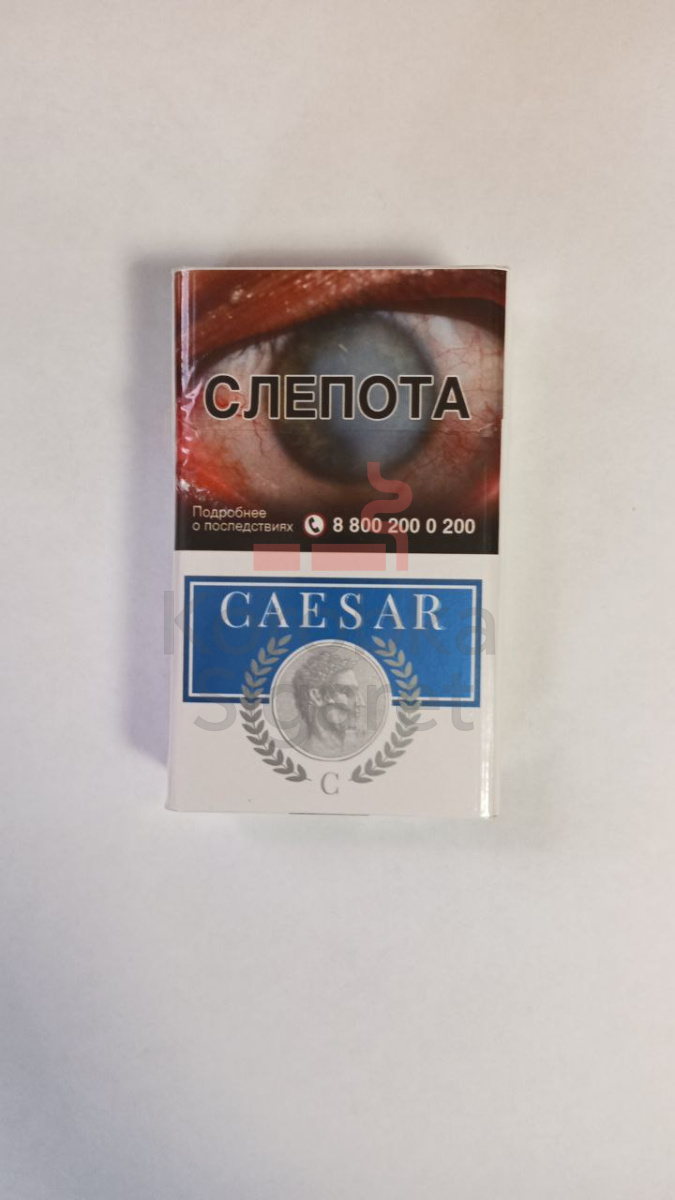 СЛЕПОТА
Подробнее
о последствиях 8 800 200 0 200
CAESAR
C